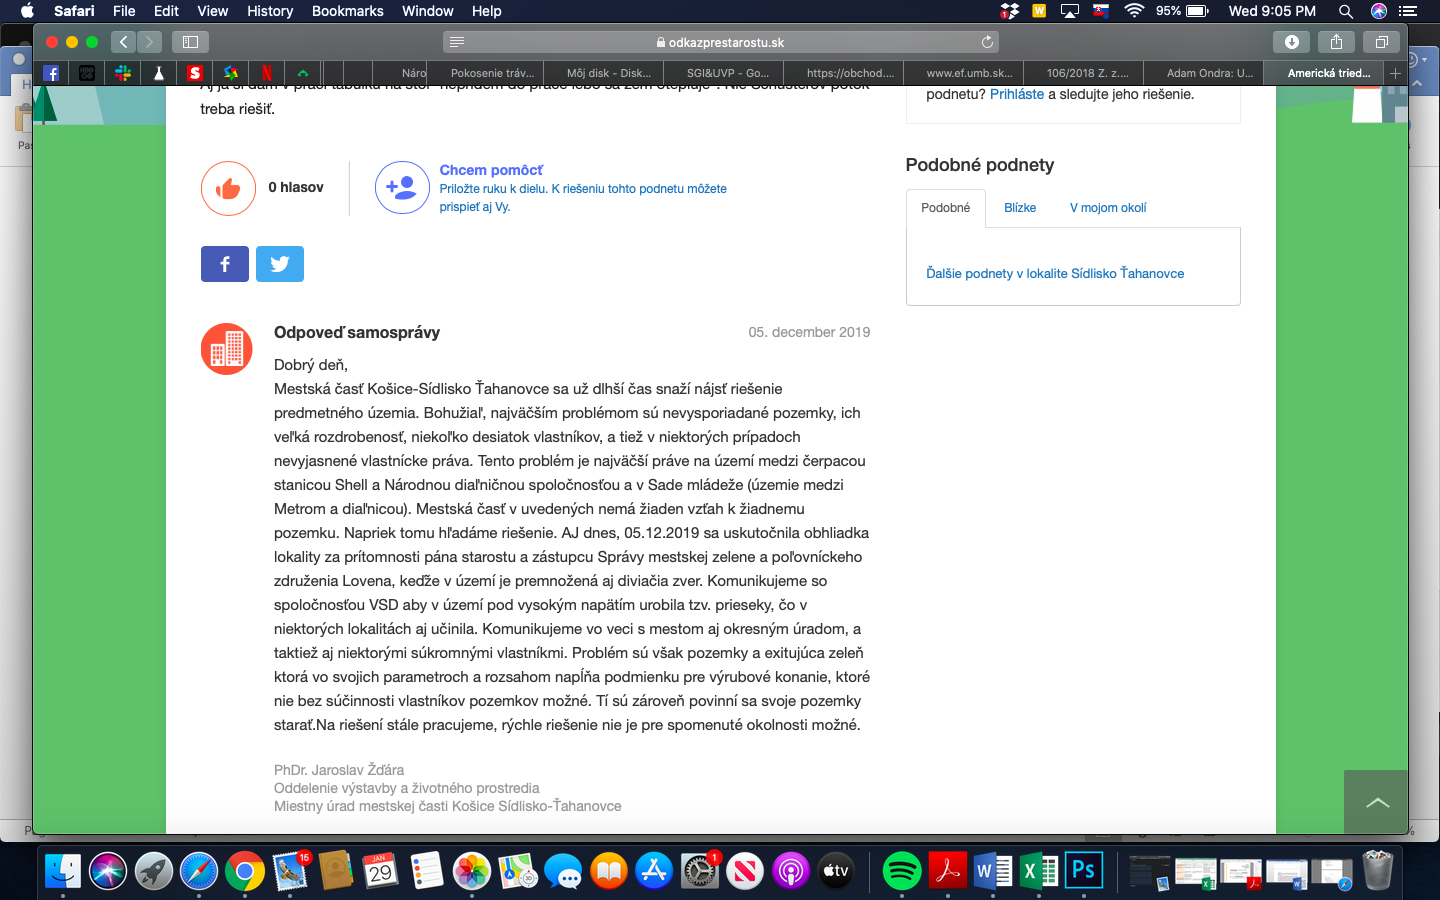 Safari File Edit View History Bookmarks Window Help
1 W 95% Wed 9:05 PM
odkazprestarostu.sk
Náro Pokosenie tráv... Môj disk - Disk... SGI&UVP - Go... https://obchod.... www.ef.umb.sk... 106/2018 Z. z.... Adam Ondra: U... Americká tried...
treba riešiť.
podnetu? Prihláste a sledujte jeho riešenie.
0 hlasov
Chcem pomôcť
Priložte ruku k dielu. K riešeniu tohto podnetu môžete
prispieť aj Vy.
Podobné podnety
Podobné Blízke V mojom okolí
Ďalšie podnety v lokalite Sídlisko Ťahanovce
Odpoveď samosprávy 05. december 2019
Dobrý deň,
Mestská časť Košice-Sídlisko Ťahanovce sa už dlhší čas snaží nájsť riešenie
predmetného územia. Bohužiaľ, najväčším problémom sú nevysporiadané pozemky, ich
veľká rozdrobenosť, niekoľko desiatok vlastníkov, a tiež v niektorých prípadoch
nevyjasnené vlastnícke práva. Tento problém je najväčší práve na území medzi čerpacou
stanicou Shell a Národnou diaľničnou spoločnosťou a v Sade mládeže (územie medzi
Metrom a diaľnicou). Mestská časť v uvedených nemá žiaden vzťah k žiadnemu
pozemku. Napriek tomu hľadáme riešenie. AJ dnes, 05.12.2019 sa uskutočnila obhliadka
lokality za prítomnosti pána starostu a zástupcu Správy mestskej zelene a poľovníckeho
združenia Lovena, keďže v území je premnožená aj diviačia zver. Komunikujeme so
spoločnosťou VSD aby v území pod vysokým napätím urobila tzv. prieseky, čo v
niektorých lokalitách aj učinila. Komunikujeme vo veci s mestom aj okresným úradom, a
taktiež aj niektorými súkromnými vlastníkmi. Problém sú však pozemky a exitujúca zeleň
ktorá vo svojich parametroch a rozsahom napĺňa podmienku pre výrubové konanie, ktoré
nie bez súčinnosti vlastníkov pozemkov možné. Tí sú zároveň povinní sa svoje pozemky
starať.Na riešení stále pracujeme, rýchle riešenie nie je pre spomenuté okolnosti možné.
PhDr. Jaroslav Žďára
Oddelenie výstavby a životného prostredia
Miestny úrad mestskej časti Košice Sídlisko-Ťahanovce
15 JAN 29 1 tv Ps